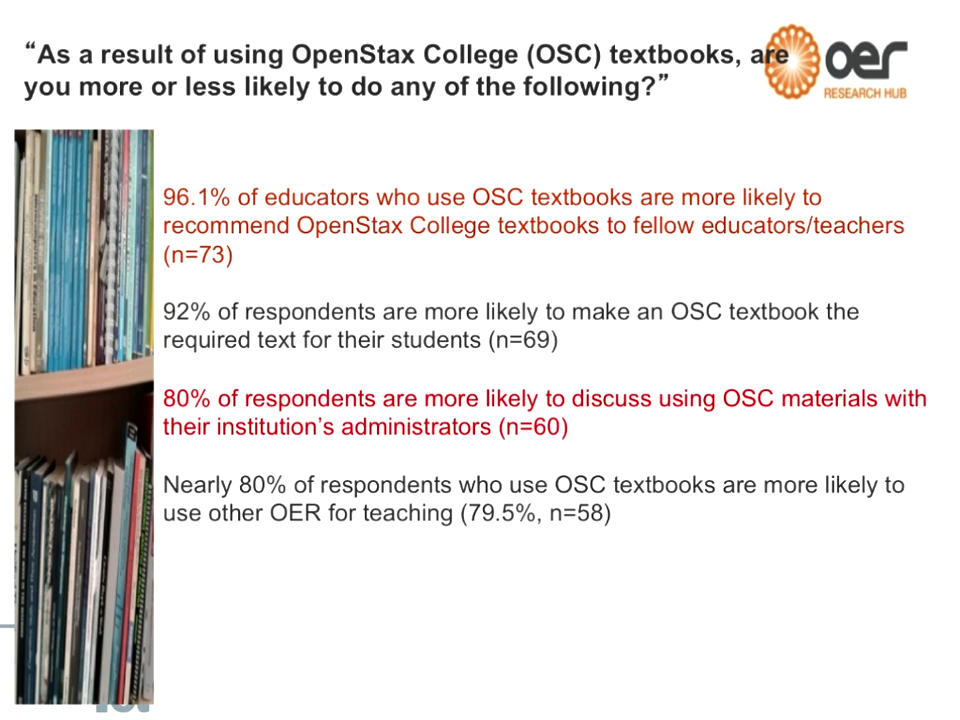 “As a result of using OpenStax College (OSC) textbooks, are
you more or less likely to do any of the following?”
oer
RESEARCH HUB
96.1% of educators who use OSC textbooks are more likely to
recommend OpenStax College textbooks to fellow educators/teachers
(n=73)
92% of respondents are more likely to make an OSC textbook the
required text for their students (n=69)
80% of respondents are more likely to discuss using OSC materials with
their institution’s administrators (n=60)
Nearly 80% of respondents who use OSC textbooks are more likely to
use other OER for teaching (79.5%, n=58)